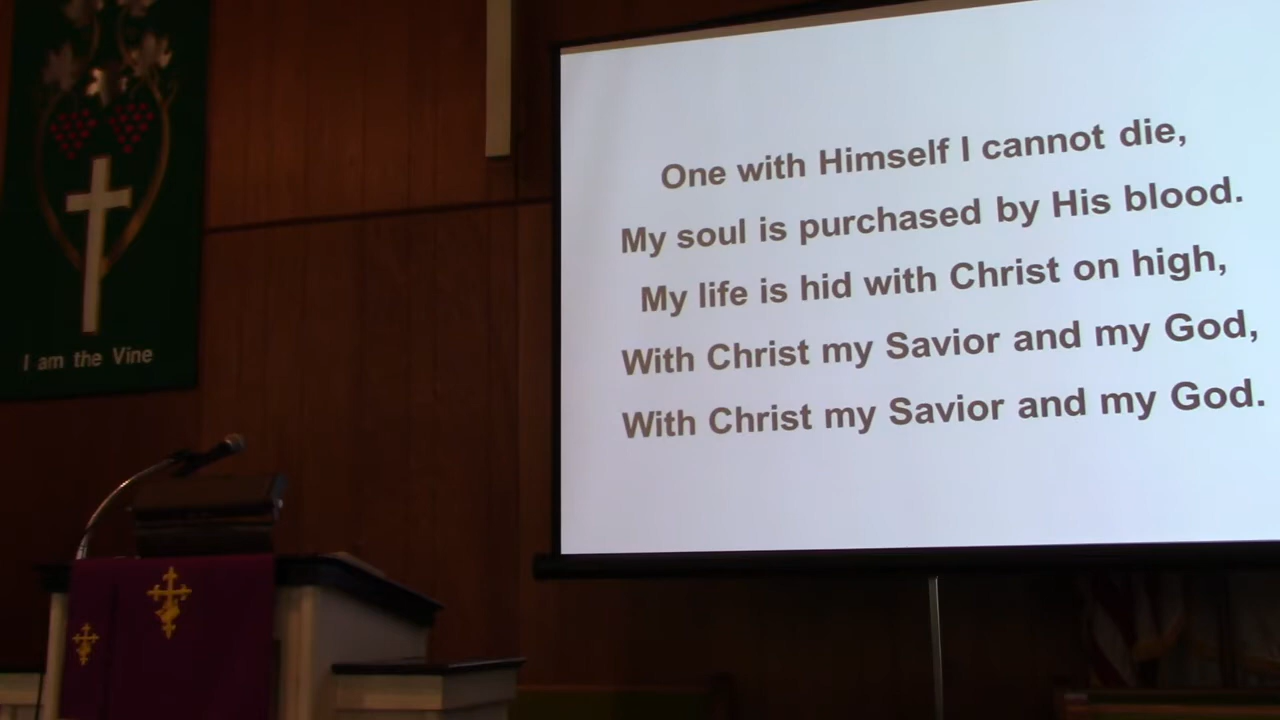 One with Himself I cannot die,
My soul is purchased by His blood.
My life is hid with Christ on high,
With Christ my Savior and my God,
With Christ my Savior and my God.
I am the Vine